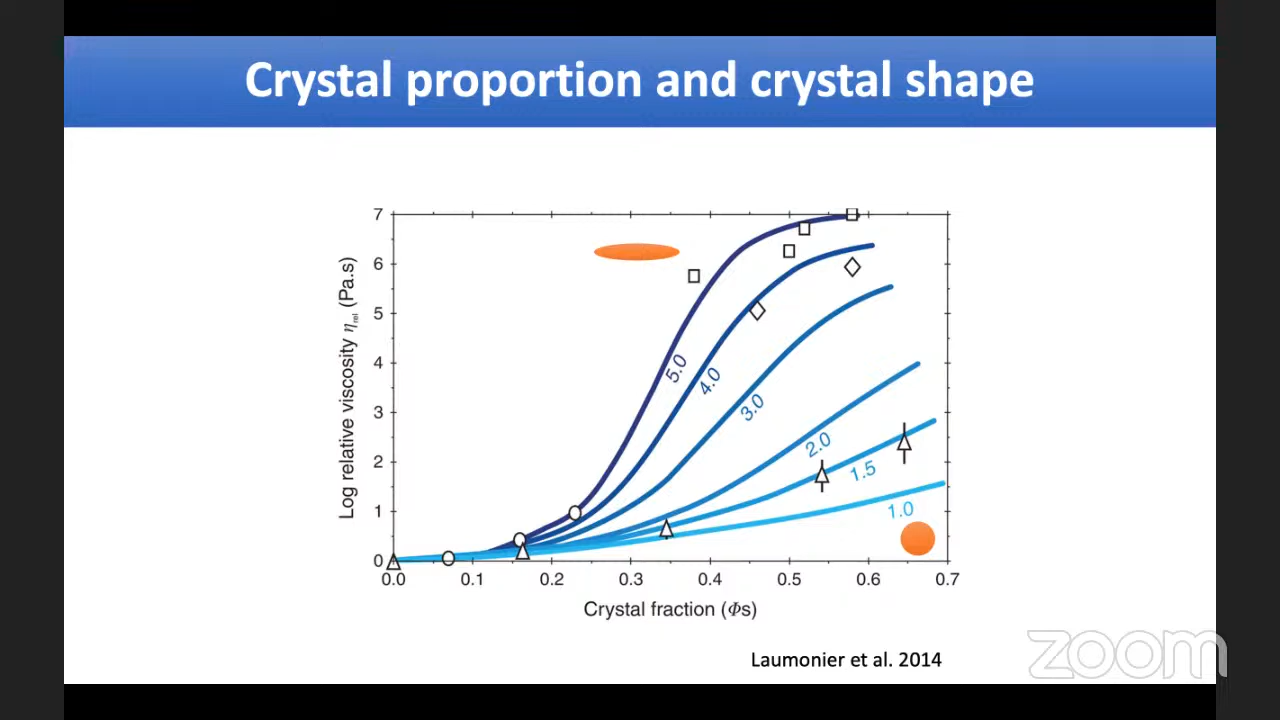 Crystal proportion and crystal shape
7
6
5
4
3
2
1
0
Log relative viscosity η rel (Pa.s)
5.0
4.0
3.0
2.0
1.5
1.0
0.0 0.1 0.2 0.3 0.4 0.5 0.6 0.7
Crystal fraction (Φs)
Laumonier et al. 2014
zoom